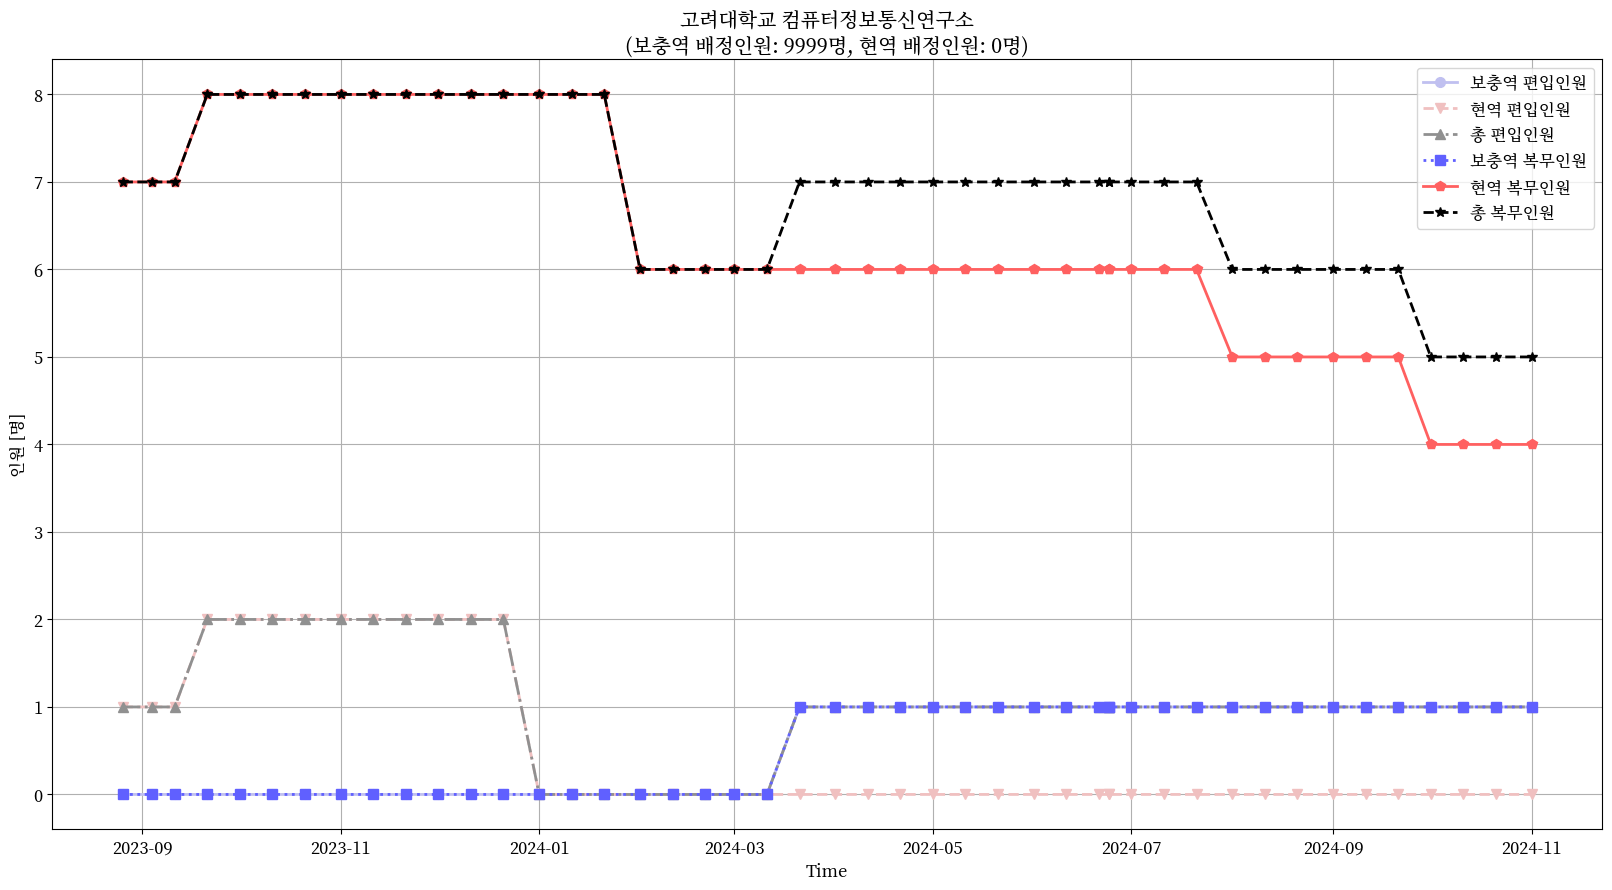 고려대학교 컴퓨터정보통신연구소
(보충역 배정인원: 9999명, 현역 배정인원: 0명)
보충역 편입인원
현역 편입인원
총 편입인원
보충역 복무인원
현역 복무인원
총 복무인원
인원 [명]
8
7
6
5
4
3
2
1
0
2023-09
2023-11
2024-01
2024-03
2024-05
2024-07
2024-09
2024-11
Time